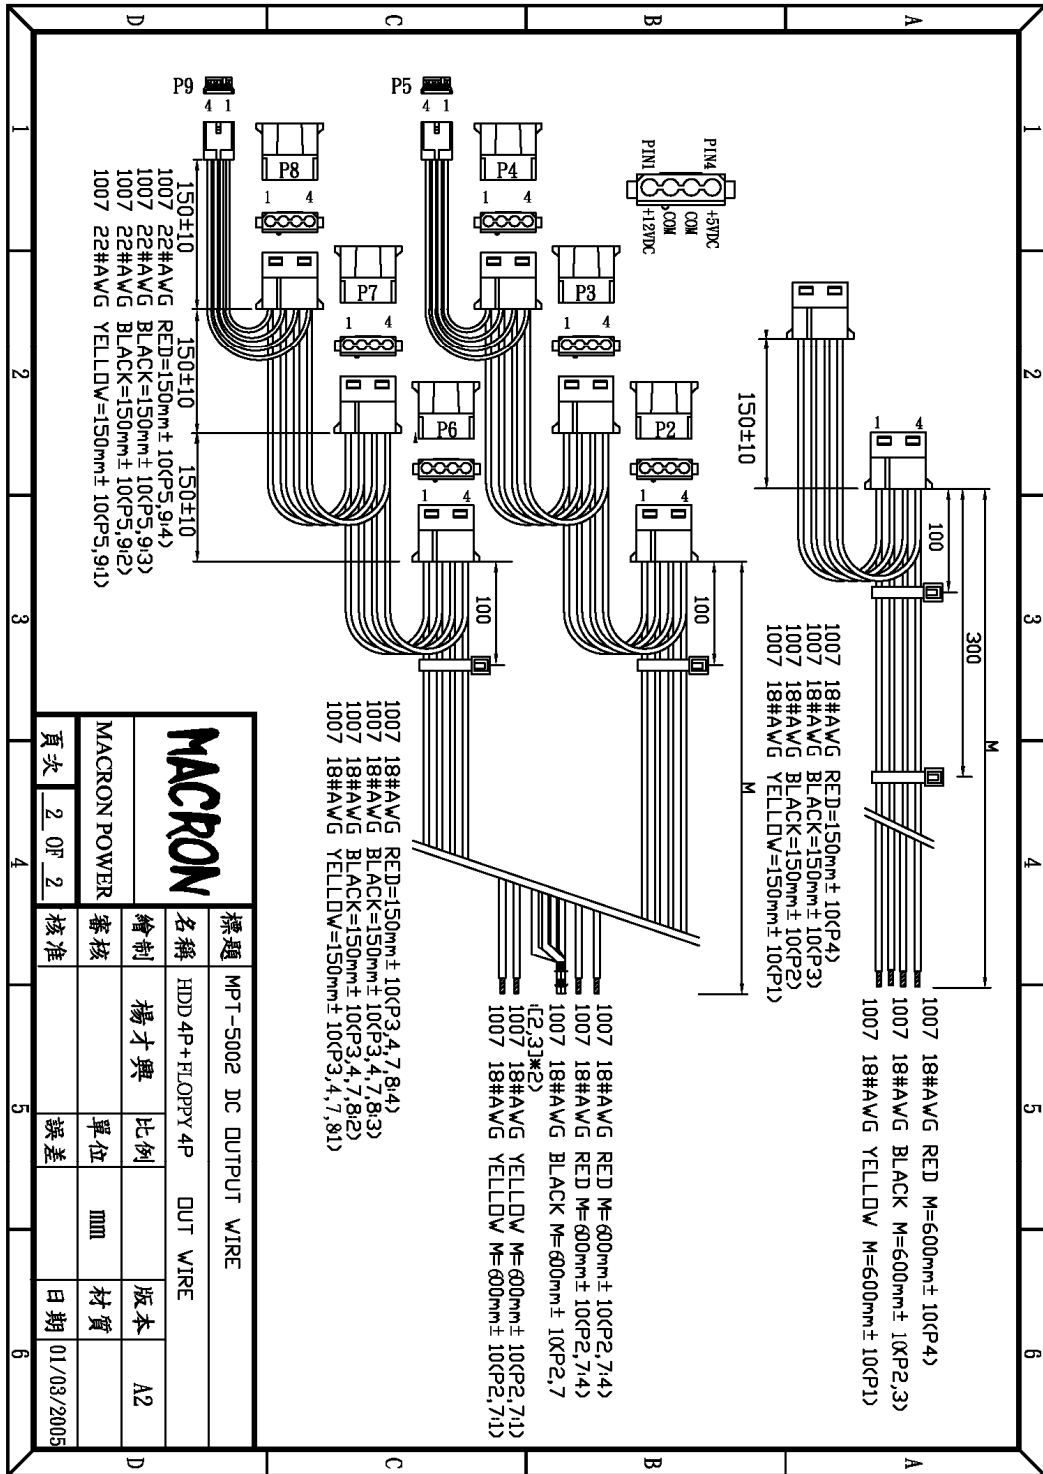 1 2 3 4 5 6
A
B
C
D
1 2 3 4 5 6
A
B
C
D
PIN4
PIN1
+5VDC
COM
COM
+12VDC
150±10
1 4
100
300
M
1007 18#AWG RED M=600mm±10(P4)
1007 18#AWG BLACK M=600mm±10(P2,3)
1007 18#AWG YELLOW M=600mm±10(P1)
1007 18#AWG RED=150mm±10(P4)
1007 18#AWG BLACK=150mm±10(P3)
1007 18#AWG BLACK=150mm±10(P2)
1007 18#AWG YELLOW=150mm±10(P1)
P5
4 1
P4
1 4
P3
1 4
P2
1 4
100
M
1007 18#AWG RED M=600mm±10(P2,7:4)
1007 18#AWG RED M=600mm±10(P2,7:4)
1007 18#AWG BLACK M=600mm±10(P2,7
:[2,3]*2)
1007 18#AWG YELLOW M=600mm±10(P2,7:1)
1007 18#AWG YELLOW M=600mm±10(P2,7:1)
P9
4 1
P8
1 4
P7
1 4
P6
1 4
100
150±10
150±10
150±10
1007 18#AWG RED=150mm±10(P3,4,7,8:4)
1007 18#AWG BLACK=150mm±10(P3,4,7,8:3)
1007 18#AWG BLACK=150mm±10(P3,4,7,8:2)
1007 18#AWG YELLOW=150mm±10(P3,4,7,81)
1007 22#AWG RED=150mm±10(P5,9:4)
1007 22#AWG BLACK=150mm±10(P5,9:3)
1007 22#AWG BLACK=150mm±10(P5,9:2)
1007 22#AWG YELLOW=150mm±10(P5,9:1)
MACRON
MACRON POWER
頁次 2 OF 2
標題 MPT-5002 DC OUTPUT WIRE
名稱 HDD 4P+FLOPPY 4P OUT WIRE
繪制 楊才興 比例 版本 A2
審核 單位 mm 材質
核准 誤差 日期 01/03/2005